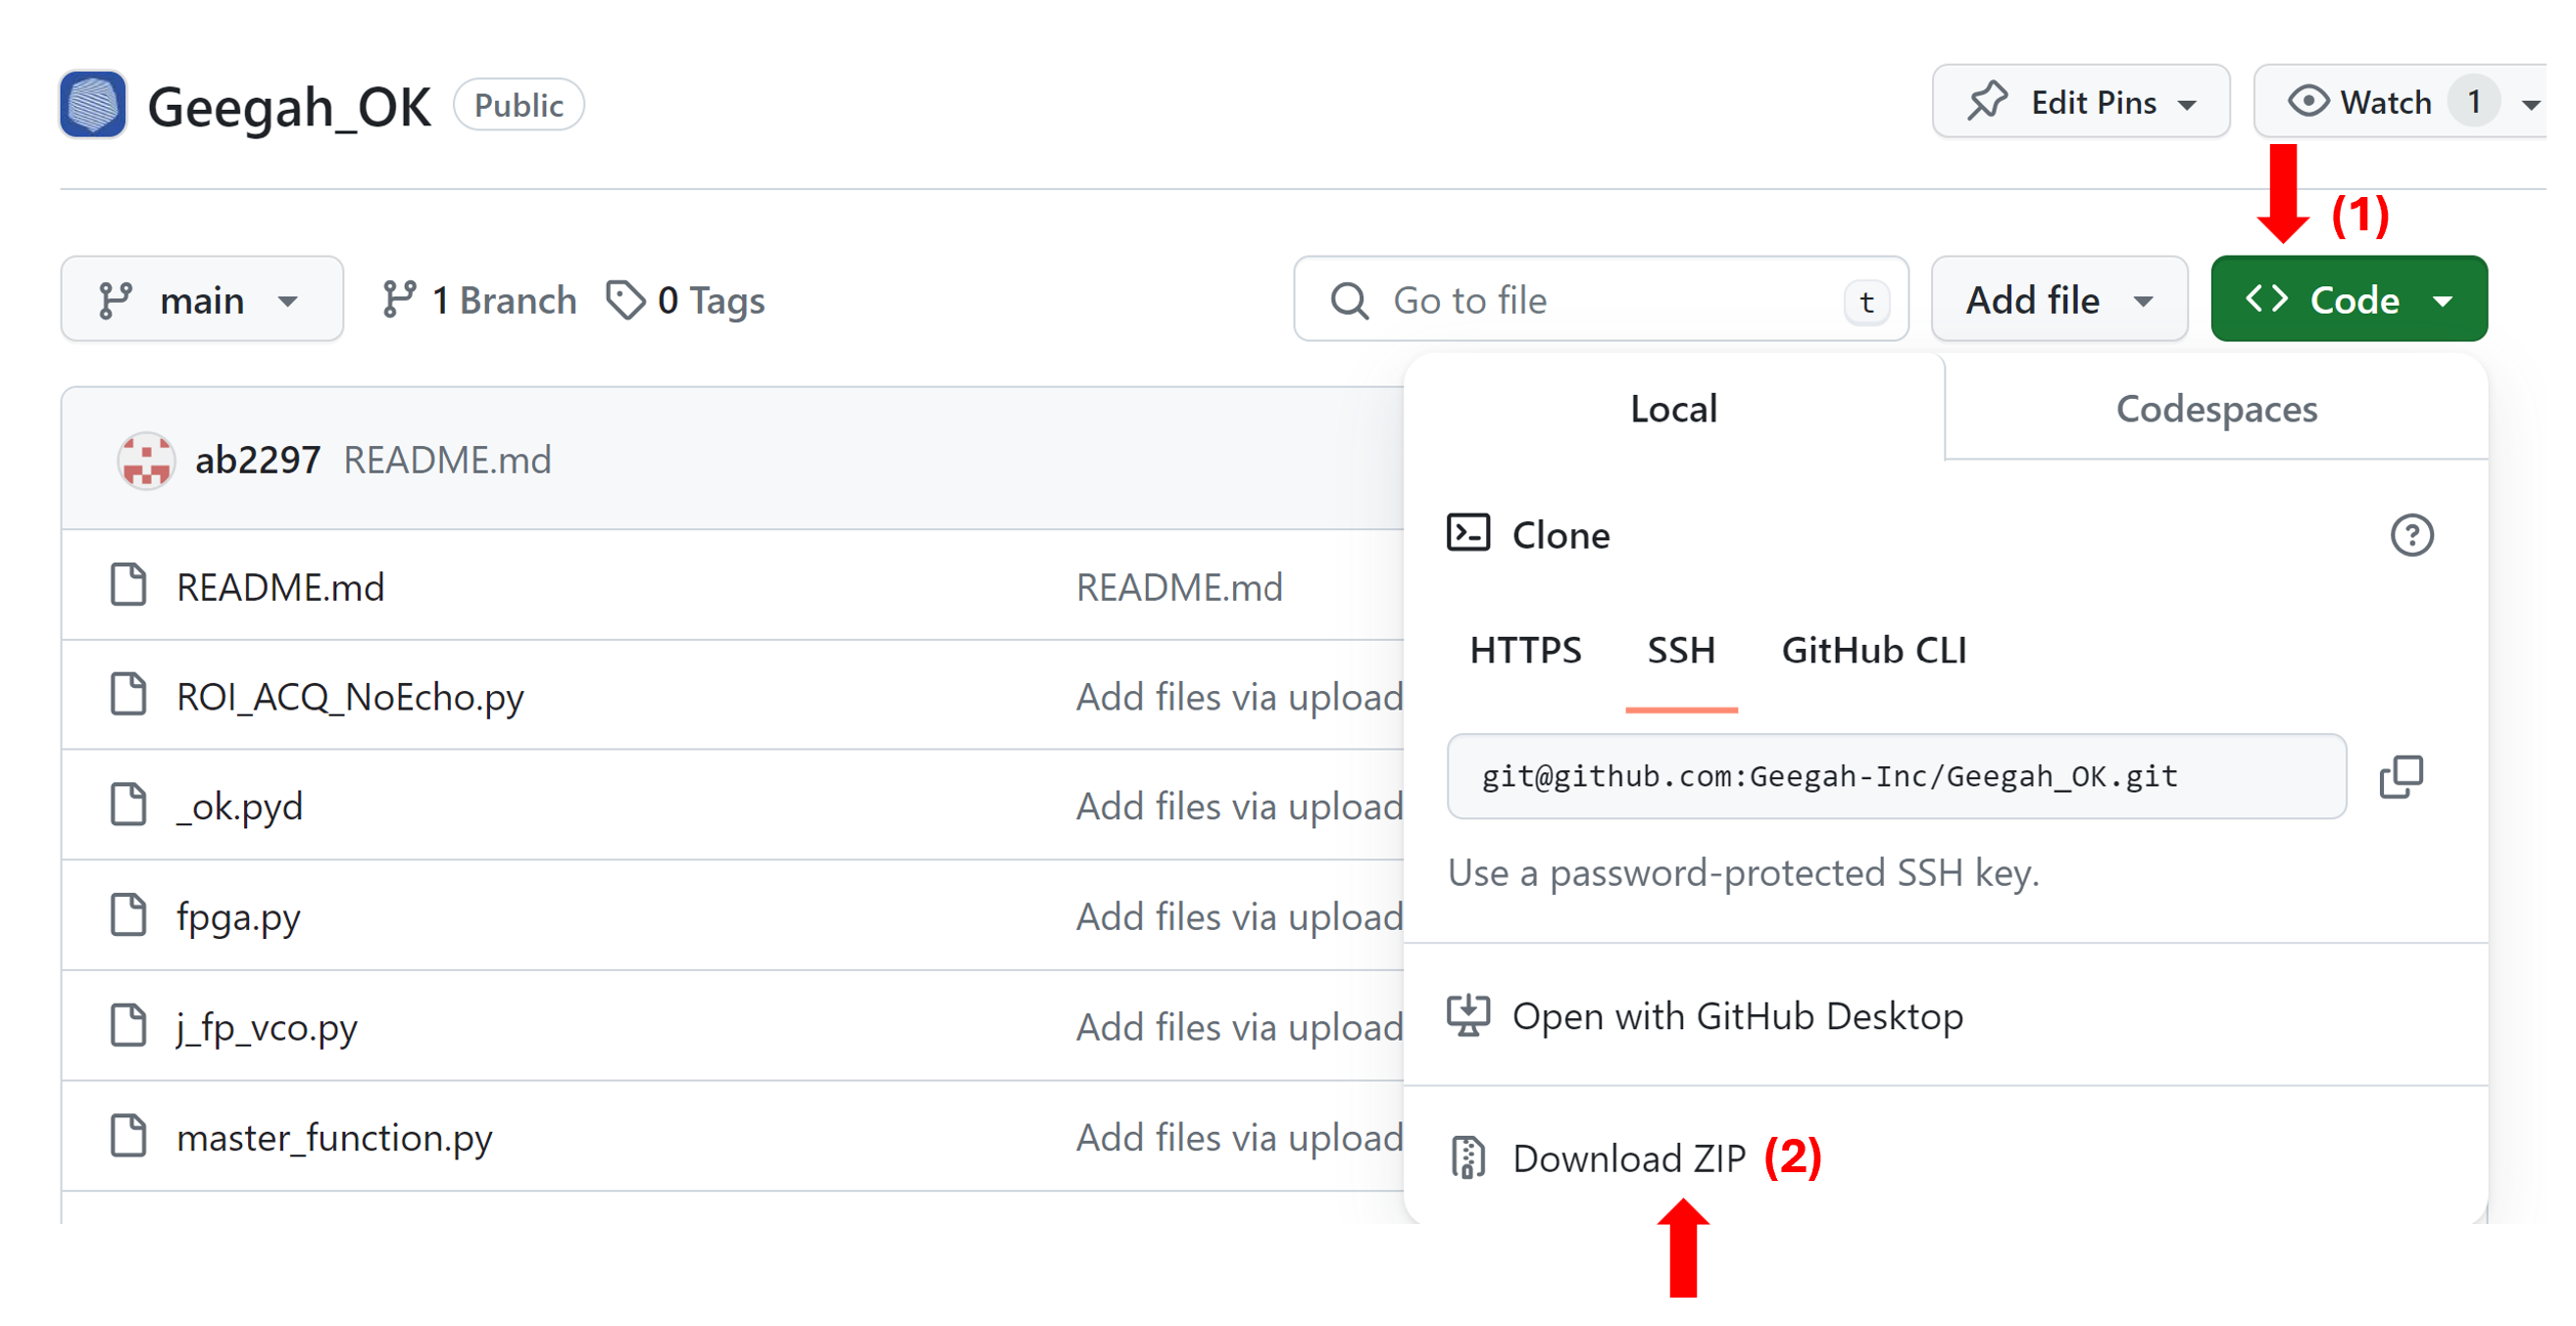 Geegah_OK Public Edit Pins Watch 1
(1)
main 1 Branch 0 Tags Go to file t Add file <> Code
Local Codespaces
ab2297 README.md
Clone
README.md README.md
HTTPS SSH GitHub CLI
ROI_ACQ_NoEcho.py Add files via upload
git@github.com:Geegah-Inc/Geegah_OK.git
_ok.pyd Add files via upload
Use a password-protected SSH key.
fpga.py Add files via upload
Open with GitHub Desktop
j_fp_vco.py Add files via upload
master_function.py Add files via upload
Download ZIP (2)